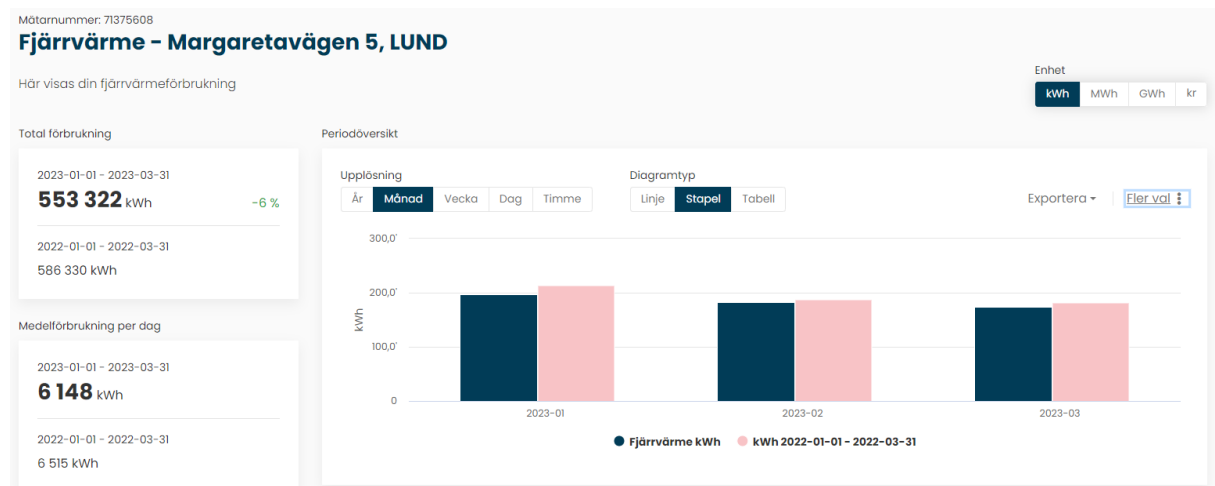 Mätarnummer: 71375608
Fjärrvärme - Margaretavägen 5, LUND
Här visas din fjärrvärmeförbrukning
Enhet
kWh MWh GWh kr
Total förbrukning
2023-01-01 - 2023-03-31
553 322 kWh -6 %
2022-01-01 - 2022-03-31
586 330 kWh
Medelförbrukning per dag
2023-01-01 - 2023-03-31
6 148 kWh
2022-01-01 - 2022-03-31
6 515 kWh
Periodöversikt
Upplösning
År Månad Vecka Dag Timme
Diagramtyp
Linje Stapel Tabell
Exportera
Fler val
300,0'
200,0'
100,0'
0
kWh
2023-01 2023-02 2023-03
Fjärrvärme kWh kWh 2022-01-01 - 2022-03-31